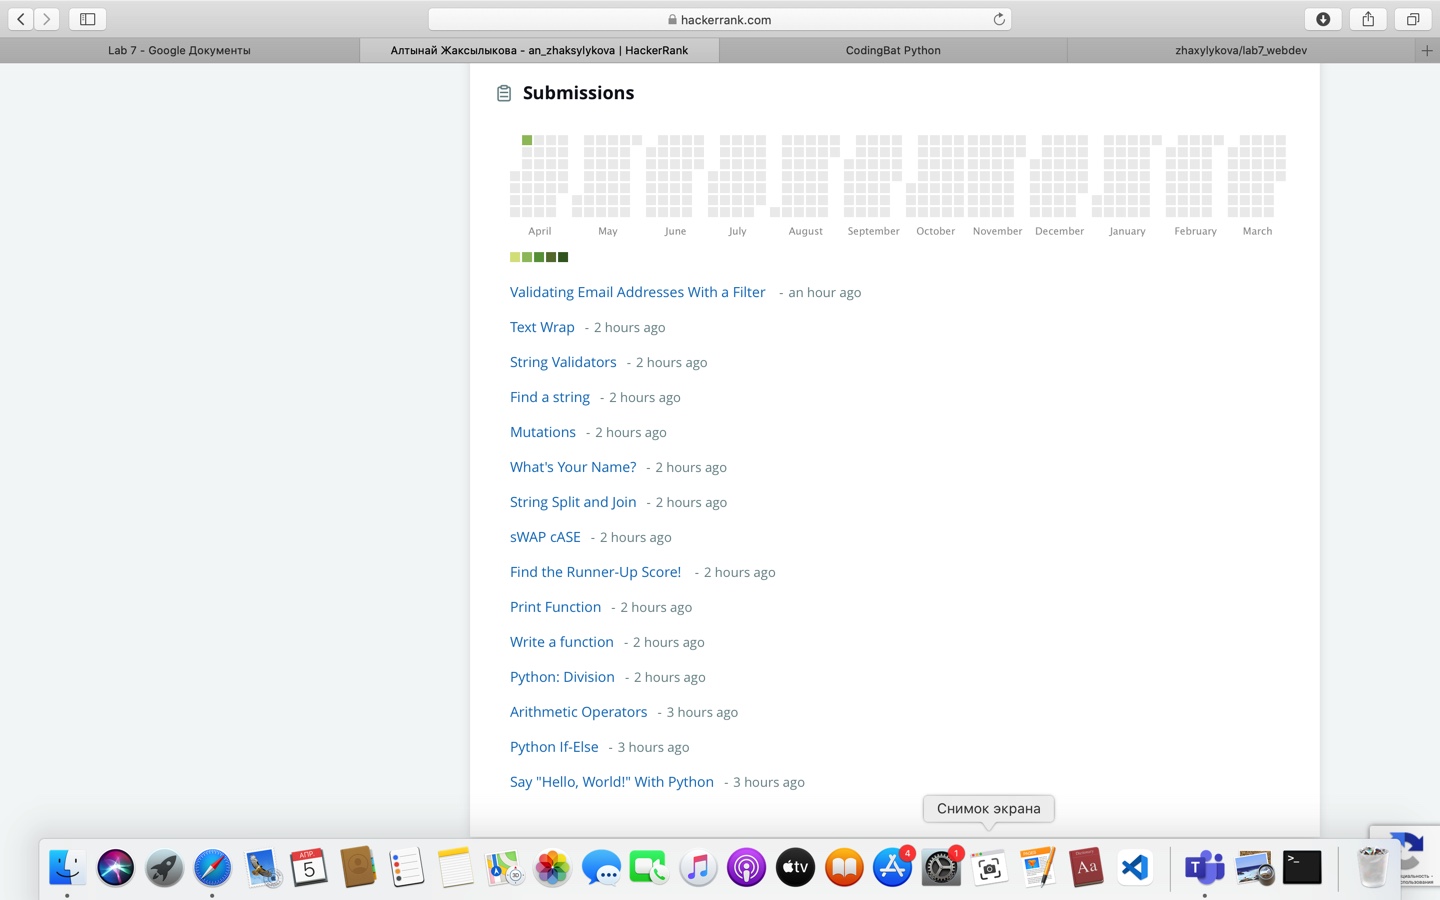 hackerrank.com
Lab 7 - Google Документы
Алтынай Жаксылыкова - an_zhaksylykova | HackerRank
CodingBat Python
zhaxylykova/lab7_webdev
Submissions
April May June July August September October November December January February March
Validating Email Addresses With a Filter - an hour ago
Text Wrap - 2 hours ago
String Validators - 2 hours ago
Find a string - 2 hours ago
Mutations - 2 hours ago
What's Your Name? - 2 hours ago
String Split and Join - 2 hours ago
sWAP cASE - 2 hours ago
Find the Runner-Up Score! - 2 hours ago
Print Function - 2 hours ago
Write a function - 2 hours ago
Python: Division - 2 hours ago
Arithmetic Operators - 3 hours ago
Python If-Else - 3 hours ago
Say "Hello, World!" With Python - 3 hours ago
Снимок экрана
АПР.
5
3D
tv
4
1
Aa
T
>_